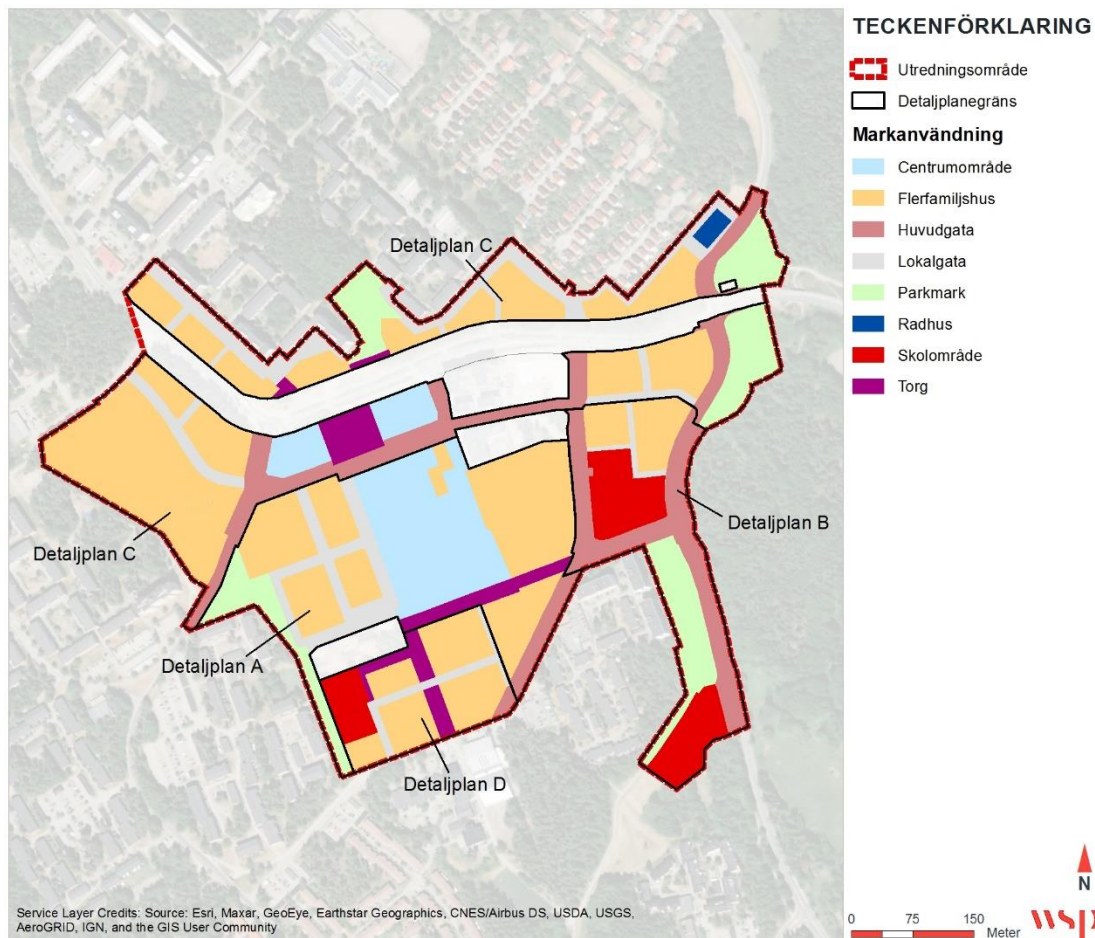 TECKENFÖRKLARING
Utredningsområde
Detaljplanegräns
Markanvändning
Centrumområde
Flerfamiljshus
Huvudgata
Lokalgata
Parkmark
Radhus
Skolområde
Torg
Detaljplan C
Detaljplan C
Detaljplan B
Detaljplan A
Detaljplan D
Service Layer Credits: Source: Esri, Maxar, GeoEye, Earthstar Geographics, CNES/Airbus DS, USDA, USGS,
AeroGRID, IGN, and the GIS User Community
N
0 75 150
Meter
wsp